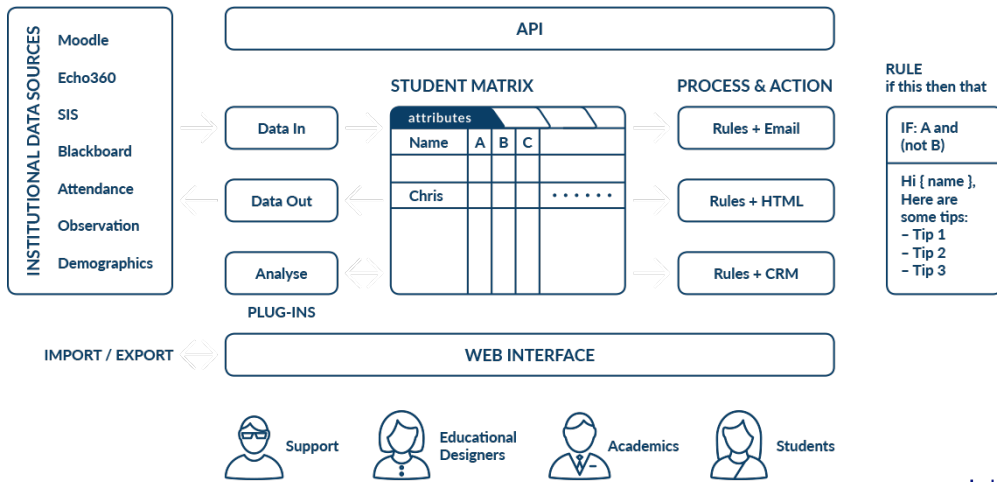 INSTITUTIONAL DATA SOURCES
Moodle
Echo360
SIS
Blackboard
Attendance
Observation
Demographics
API
STUDENT MATRIX
PROCESS & ACTION
RULE
if this then that
Data In
Data Out
Analyse
PLUG-INS
attributes
Name A B C
Chris ······
Rules + Email
Rules + HTML
Rules + CRM
IF: A and
(not B)
Hi { name },
Here are
some tips:
– Tip 1
– Tip 2
– Tip 3
IMPORT / EXPORT
WEB INTERFACE
Support
Educational
Designers
Academics
Students